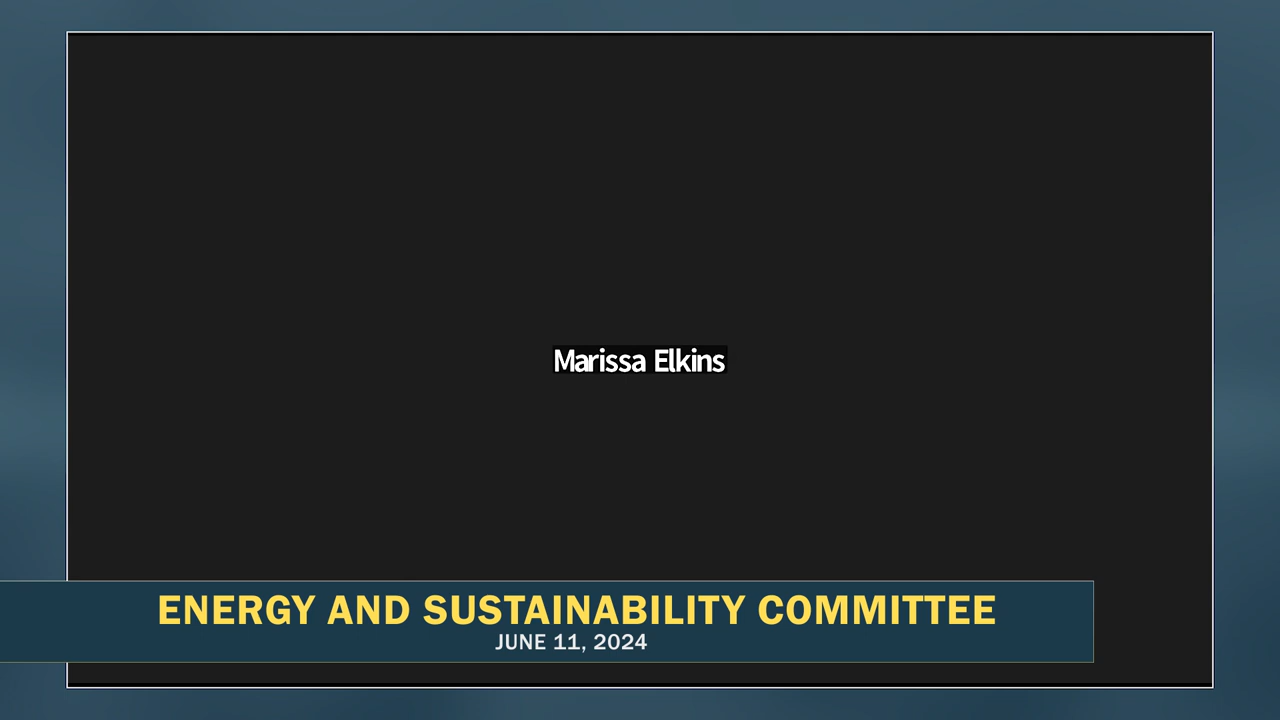 Marissa Elkins
ENERGY AND SUSTAINABILITY COMMITTEE
JUNE 11, 2024